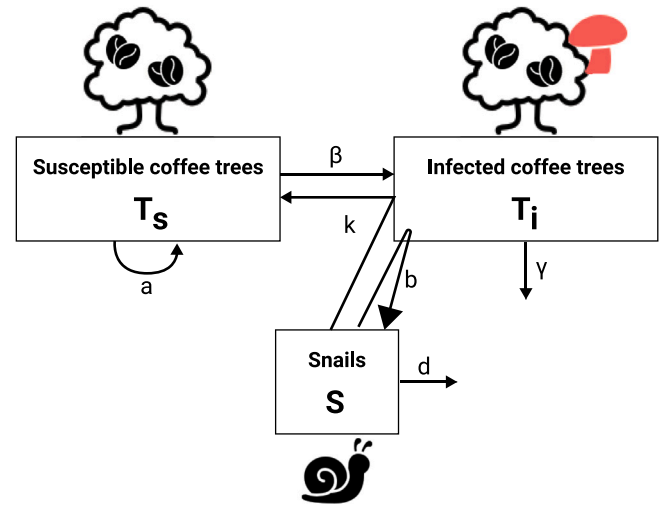 β
Susceptible coffee trees
Infected coffee trees
Ts
Ti
k
a
b
γ
Snails
d
S